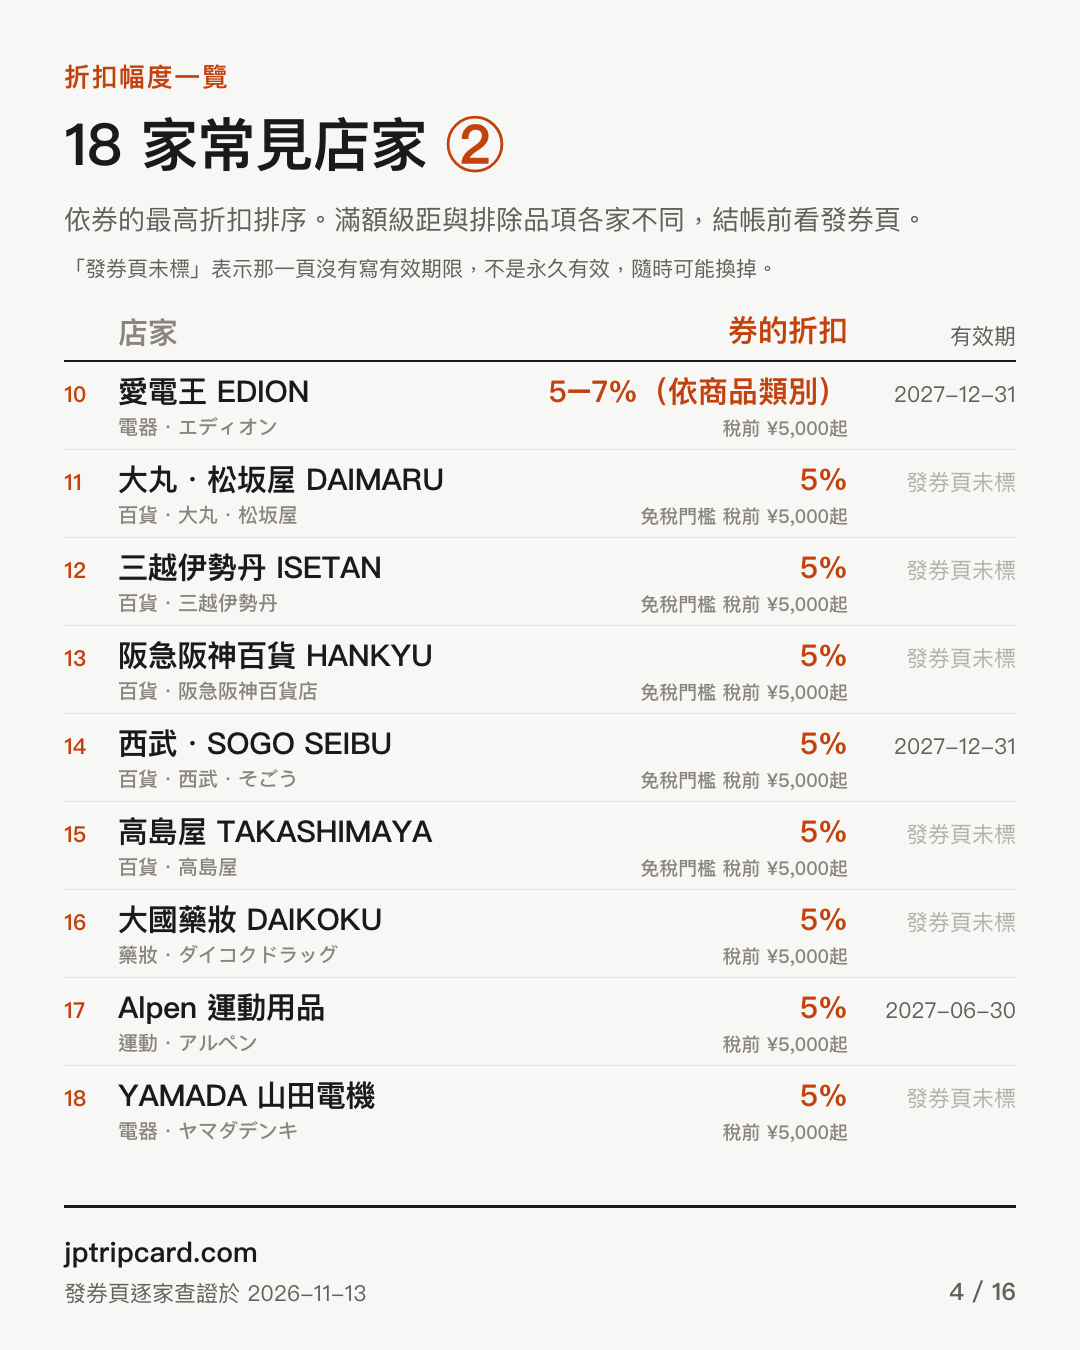 折扣幅度一覽
18 家常見店家 ②
依券的最高折扣排序。滿額級距與排除品項各家不同，結帳前看發券頁。
「發券頁未標」表示那一頁沒有寫有效期限，不是永久有效，隨時可能換掉。
店家 券的折扣 有效期
10 愛電王 EDION 5–7%（依商品類別） 2027–12–31
電器・エディオン 稅前 ¥5,000起
11 大丸・松坂屋 DAIMARU 5% 發券頁未標
百貨・大丸・松坂屋 免稅門檻 稅前 ¥5,000起
12 三越伊勢丹 ISETAN 5% 發券頁未標
百貨・三越伊勢丹 免稅門檻 稅前 ¥5,000起
13 阪急阪神百貨 HANKYU 5% 發券頁未標
百貨・阪急阪神百貨店 免稅門檻 稅前 ¥5,000起
14 西武・SOGO SEIBU 5% 2027–12–31
百貨・西武・そごう 免稅門檻 稅前 ¥5,000起
15 高島屋 TAKASHIMAYA 5% 發券頁未標
百貨・高島屋 免稅門檻 稅前 ¥5,000起
16 大國藥妝 DAIKOKU 5% 發券頁未標
藥妝・ダイコクドラッグ 稅前 ¥5,000起
17 Alpen 運動用品 5% 2027–06–30
運動・アルペン 稅前 ¥5,000起
18 YAMADA 山田電機 5% 發券頁未標
電器・ヤマダデンキ 稅前 ¥5,000起
jptripcard.com
發券頁逐家查證於 2026–11–13
4 / 16